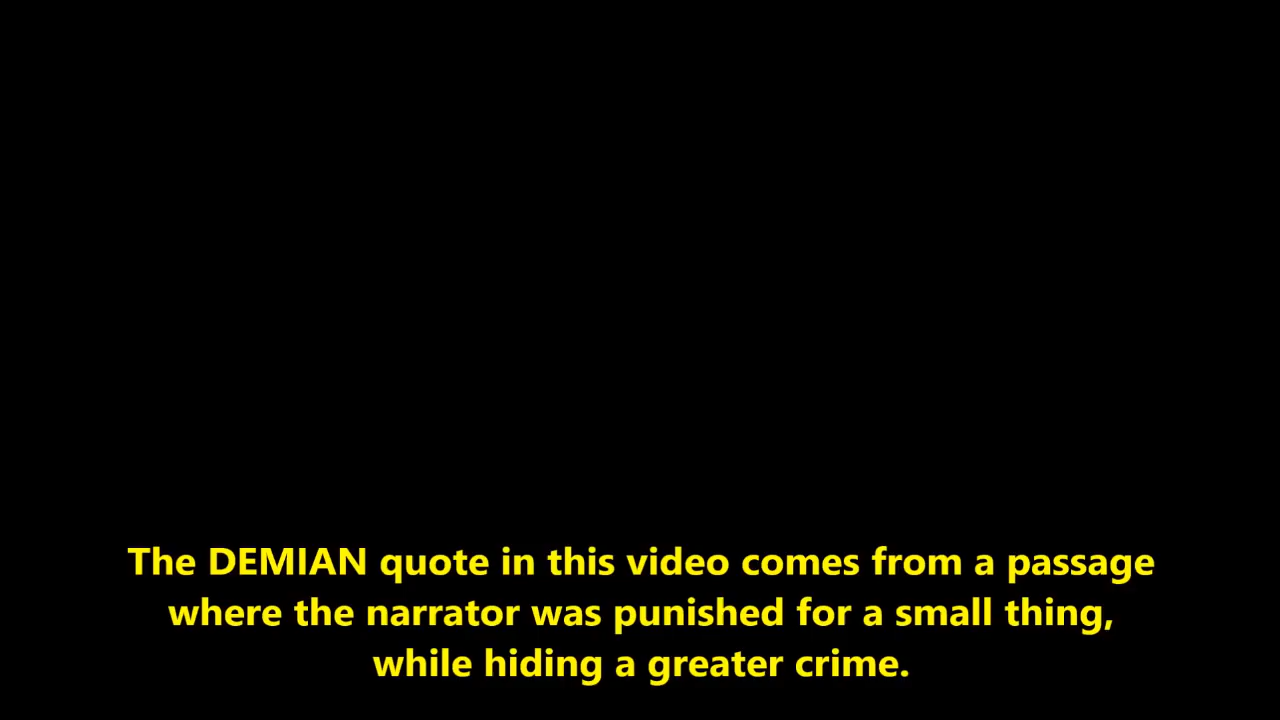 The DEMIAN quote in this video comes from a passage
where the narrator was punished for a small thing,
while hiding a greater crime.